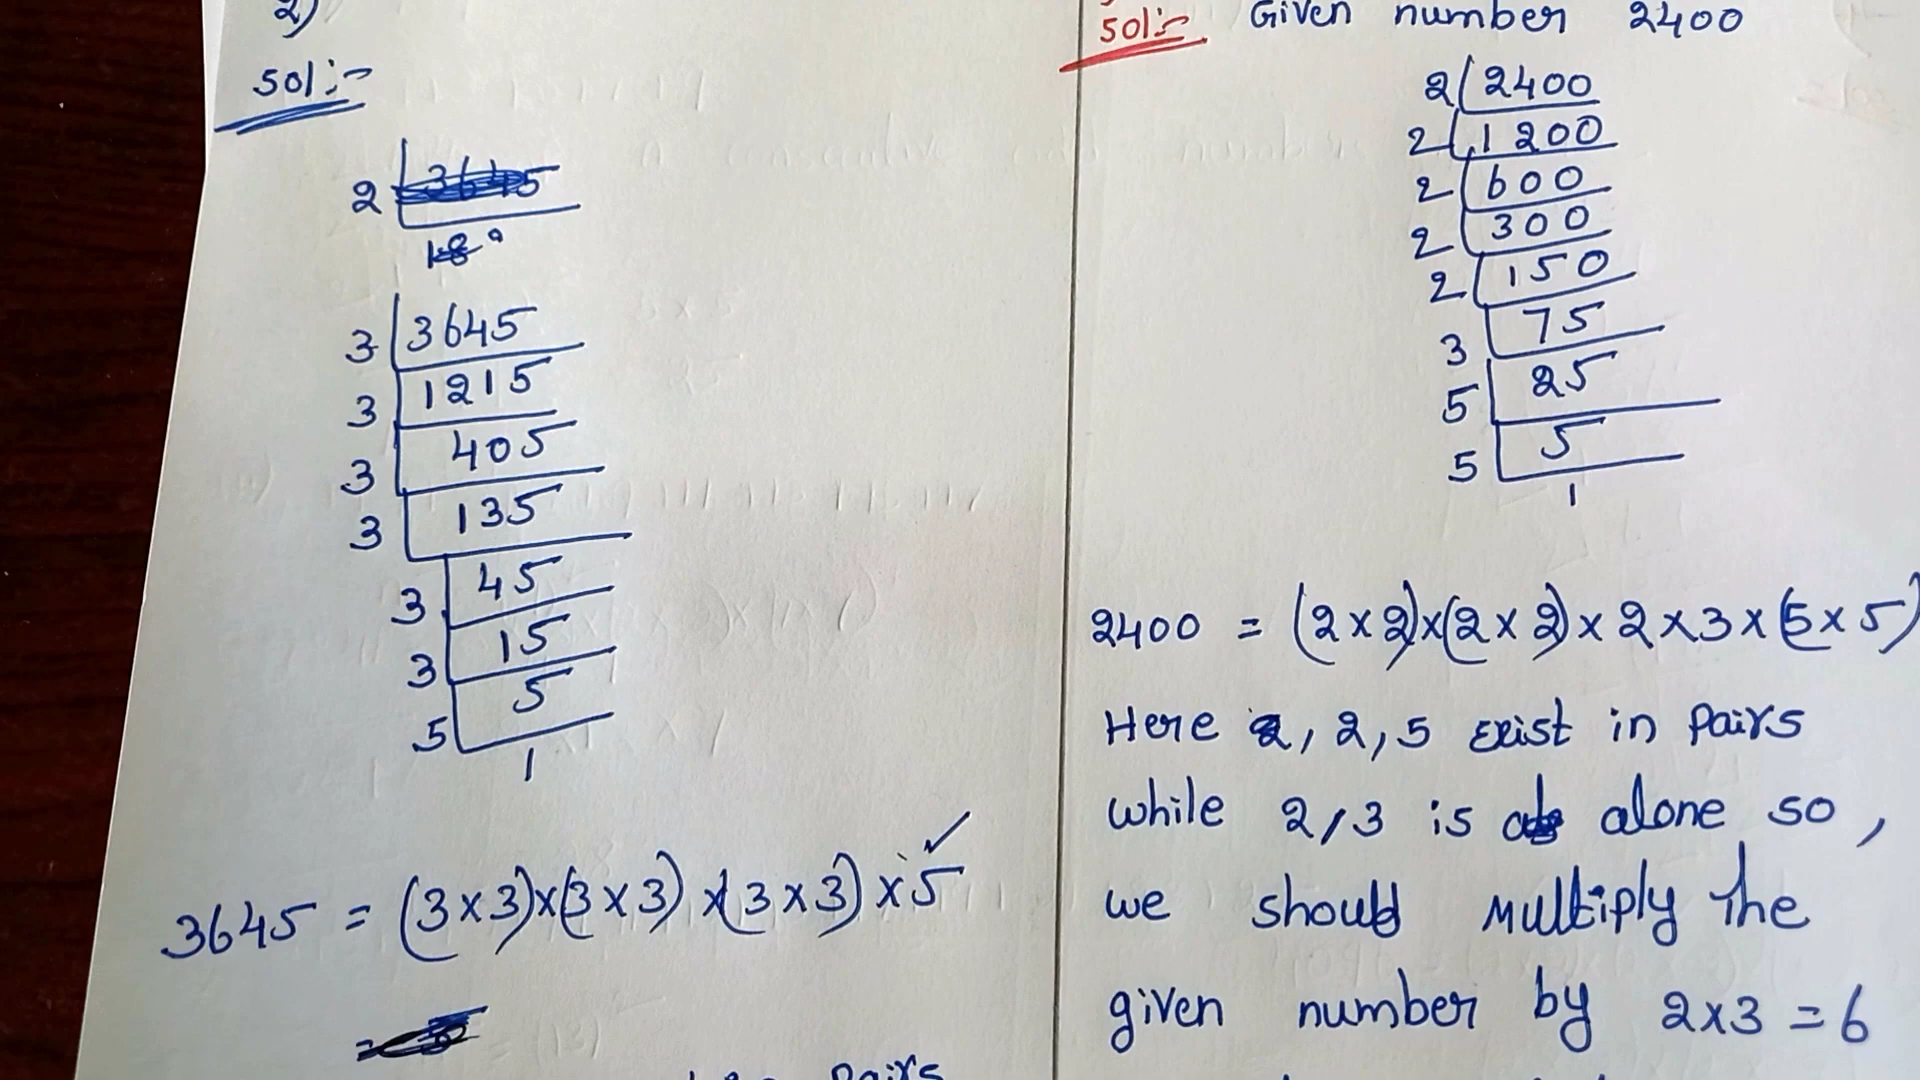 2)
Sol:-
2 3645
18
3 3645
3 1215
3 405
3 135
3 45
3 15
5 5
1
3645 = (3×3)×(3×3)×(3×3)×5
=
Pairs
Sol:- Given number 2400
2 2400
2 1200
2 600
2 300
2 150
3 75
5 25
5 5
1
2400 = (2×2)×(2×2)×2×3×(5×5)
Here 2, 2, 5 exist in pairs
while 2,3 is alone so,
we should multiply the
given number by 2×3=6